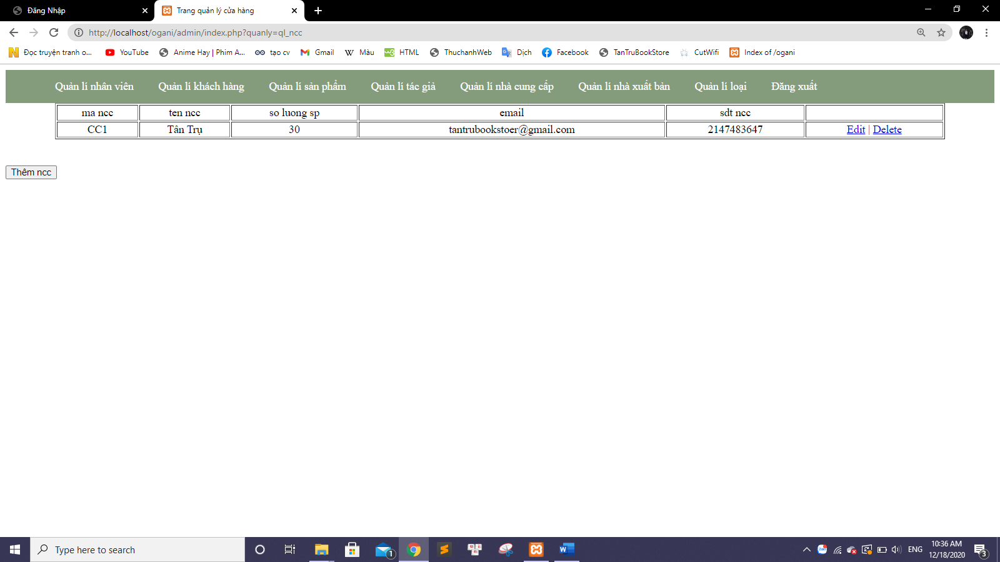 Đăng Nhập
Trang quản lý cửa hàng
http://localhost/ogani/admin/index.php?quanly=ql_ncc
Đọc truyện tranh o...
YouTube
Anime Hay | Phim A...
tạo cv
Gmail
Màu
HTML
ThuchanhWeb
Dịch
Facebook
TanTruBookStore
CutWifi
Index of /ogani
Quản lí nhân viên
Quản lí khách hàng
Quản lí sản phẩm
Quản lí tác giả
Quản lí nhà cung cấp
Quản lí nhà xuất bản
Quản lí loại
Đăng xuất
ma ncc ten ncc so luong sp email sdt ncc
CC1 Tân Trụ 30 tantrubookstoer@gmail.com 2147483647 Edit | Delete
Thêm ncc
Type here to search
1
ENG
10:36 AM
12/18/2020
3